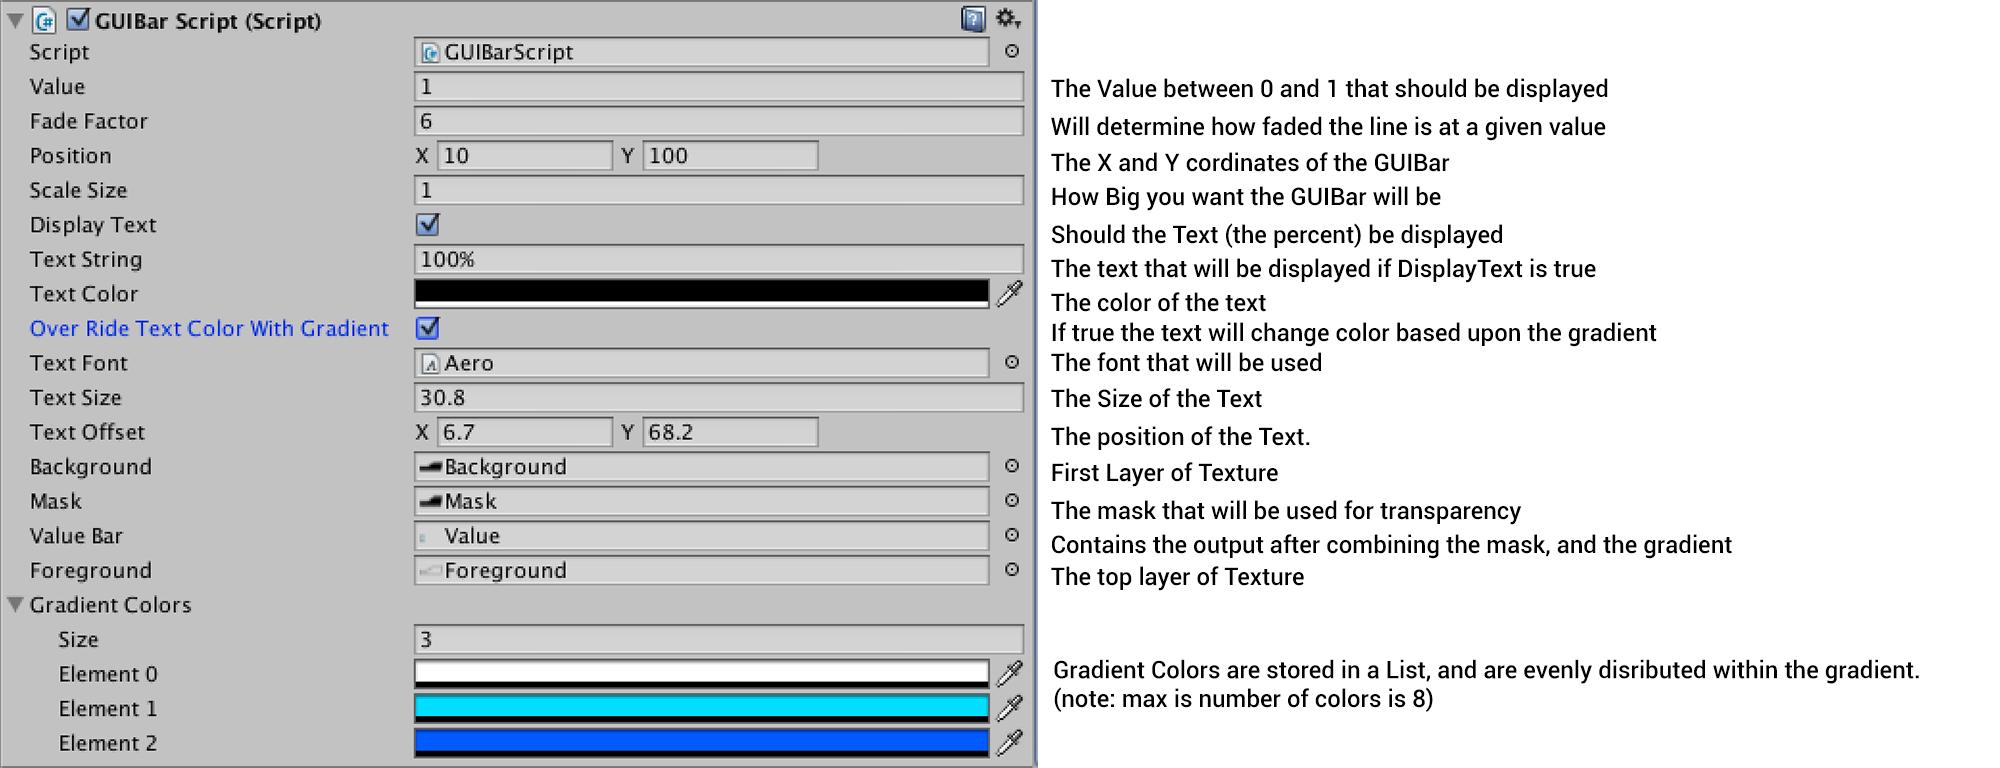 GUIBar Script (Script)
Script GUIBarScript
Value 1 The Value between 0 and 1 that should be displayed
Fade Factor 6 Will determine how faded the line is at a given value
Position X 10 Y 100 The X and Y cordinates of the GUIBar
Scale Size 1 How Big you want the GUIBar will be
Display Text Should the Text (the percent) be displayed
Text String 100% The text that will be displayed if DisplayText is true
Text Color The color of the text
Over Ride Text Color With Gradient If true the text will change color based upon the gradient
Text Font Aero The font that will be used
Text Size 30.8 The Size of the Text
Text Offset X 6.7 Y 68.2 The position of the Text.
Background Background First Layer of Texture
Mask Mask The mask that will be used for transparency
Value Bar Value Contains the output after combining the mask, and the gradient
Foreground Foreground The top layer of Texture
Gradient Colors
Size 3
Element 0 Gradient Colors are stored in a List, and are evenly disributed within the gradient.
Element 1 (note: max is number of colors is 8)
Element 2